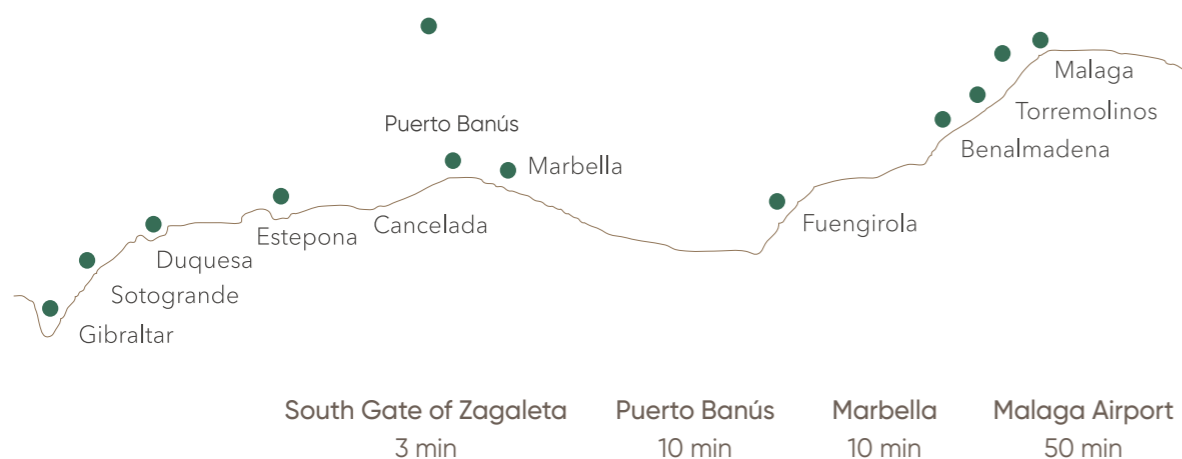 Puerto Banús
Marbella
Malaga
Torremolinos
Benalmadena
Fuengirola
Cancelada
Estepona
Duquesa
Sotogrande
Gibraltar
South Gate of Zagaleta
3 min
Puerto Banús
10 min
Marbella
10 min
Malaga Airport
50 min